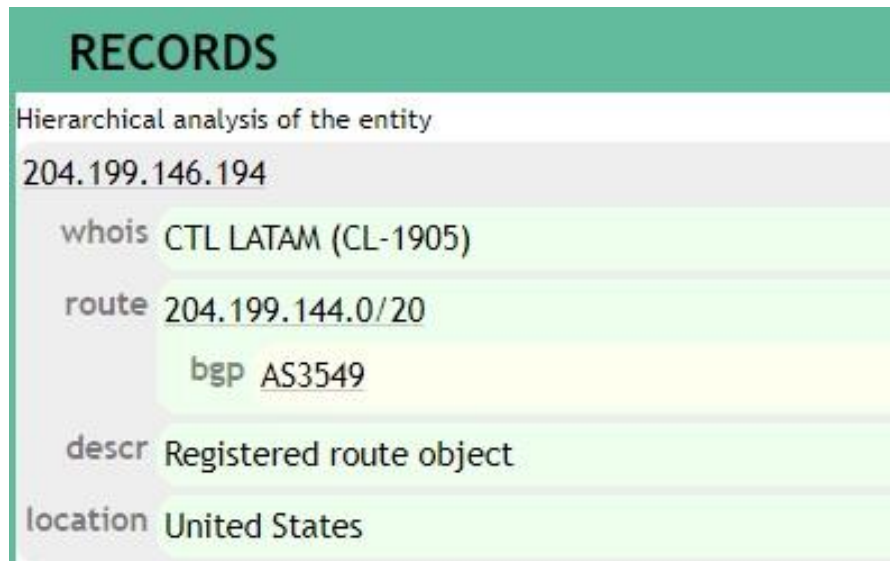 RECORDS
Hierarchical analysis of the entity
204.199.146.194
whois CTL LATAM (CL-1905)
route 204.199.144.0/20
bgp AS3549
descr Registered route object
location United States